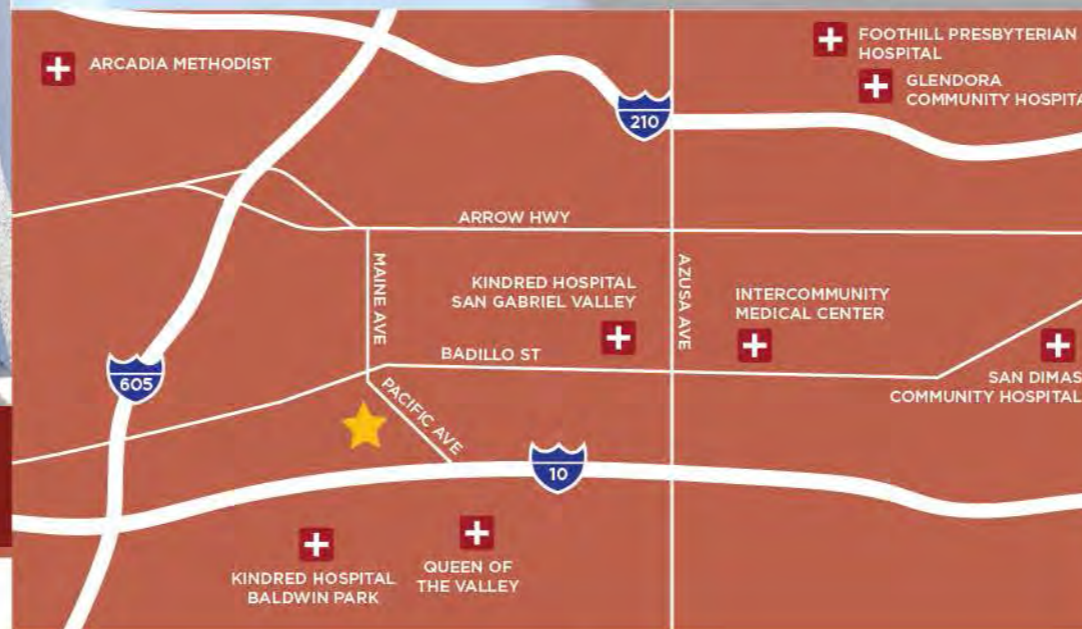 FOOTHILL PRESBYTERIAN
HOSPITAL
ARCADIA METHODIST
GLENDORA
COMMUNITY HOSPITA
210
ARROW HWY
MAINE AVE
AZUSA AVE
KINDRED HOSPITAL
SAN GABRIEL VALLEY
INTERCOMMUNITY
MEDICAL CENTER
BADILLO ST
605
SAN DIMAS
COMMUNITY HOSPITAL
PACIFIC AVE
10
KINDRED HOSPITAL
BALDWIN PARK
QUEEN OF
THE VALLEY